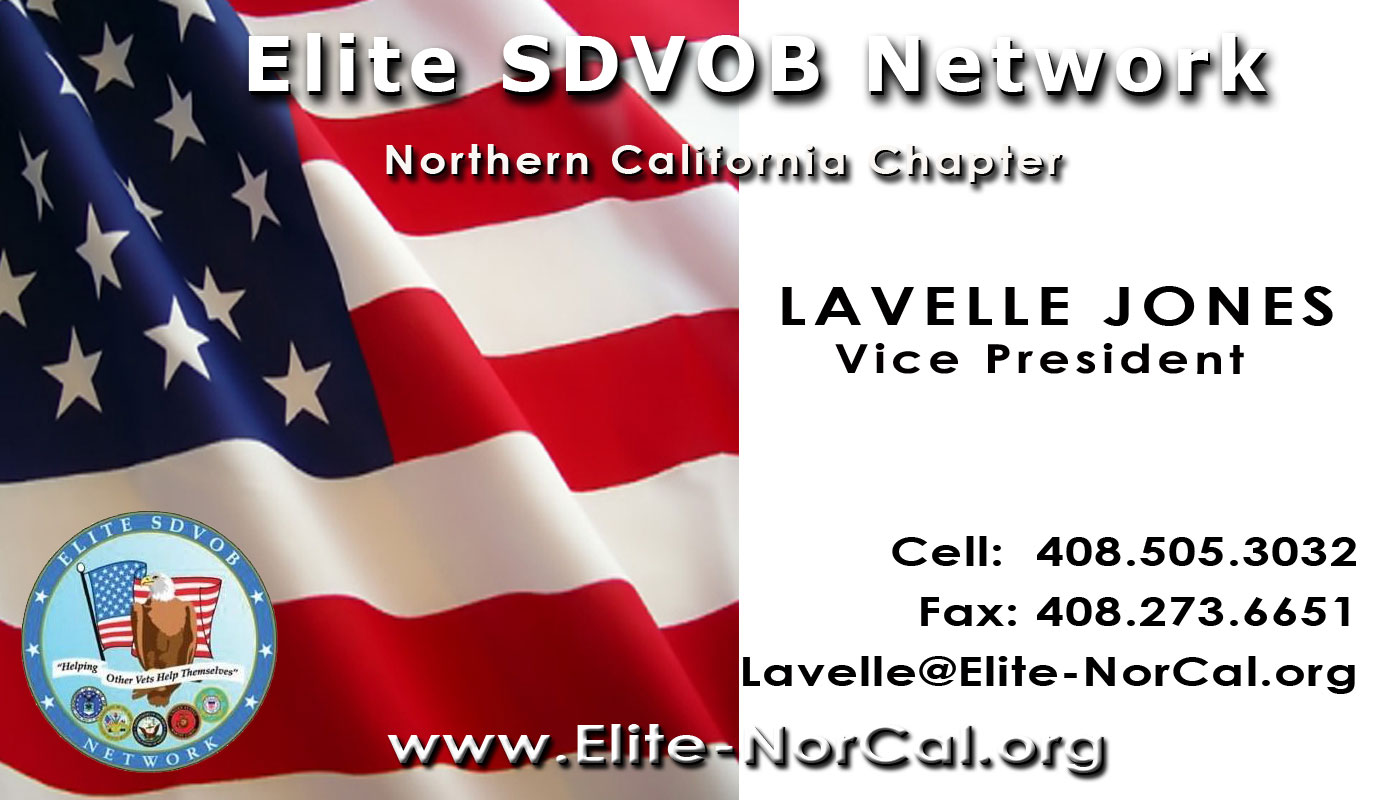 Elite SDVOB Network
Northern California Chapter
LAVELLE JONES
Vice President
Cell: 408.505.3032
Fax: 408.273.6651
Lavelle@Elite-NorCal.org
www.Elite-NorCal.org
ELITE SDVOB
"Helping Other Vets Help Themselves"
NETWORK